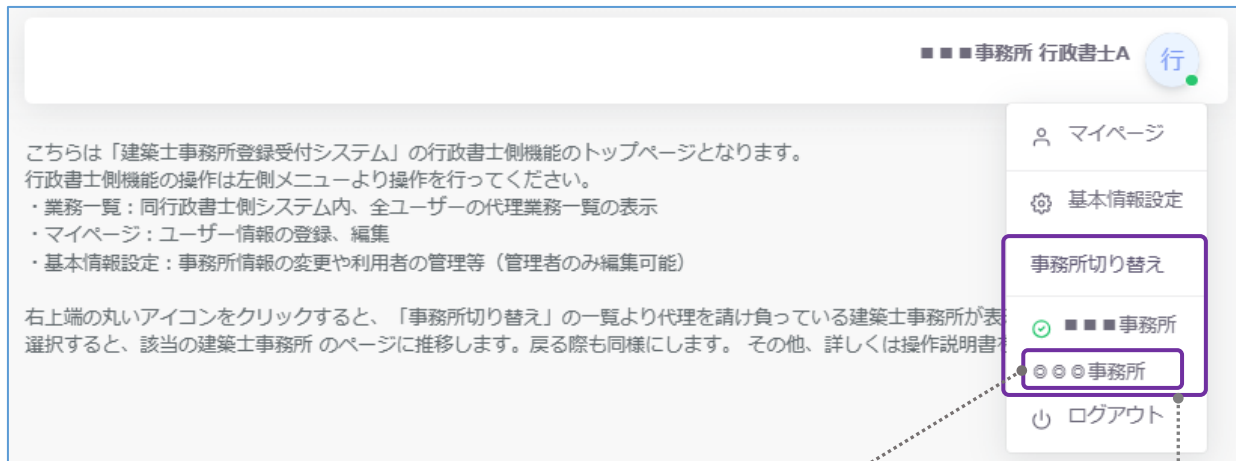 ■■■事務所 行政書士A
行
マイページ
基本情報設定
事務所切り替え
■■■事務所
◎◎◎事務所
ログアウト
こちらは「建築士事務所登録受付システム」の行政書士側機能のトップページとなります。
行政書士側機能の操作は左側メニューより操作を行ってください。
・業務一覧：同行政書士側システム内、全ユーザーの代理業務一覧の表示
・マイページ：ユーザー情報の登録、編集
・基本情報設定：事務所情報の変更や利用者の管理等（管理者のみ編集可能）
右上端の丸いアイコンをクリックすると、「事務所切り替え」の一覧より代理を請け負っている建築士事務所が表
選択すると、該当の建築士事務所 のページに推移します。戻る際も同様にします。 その他、詳しくは操作説明書